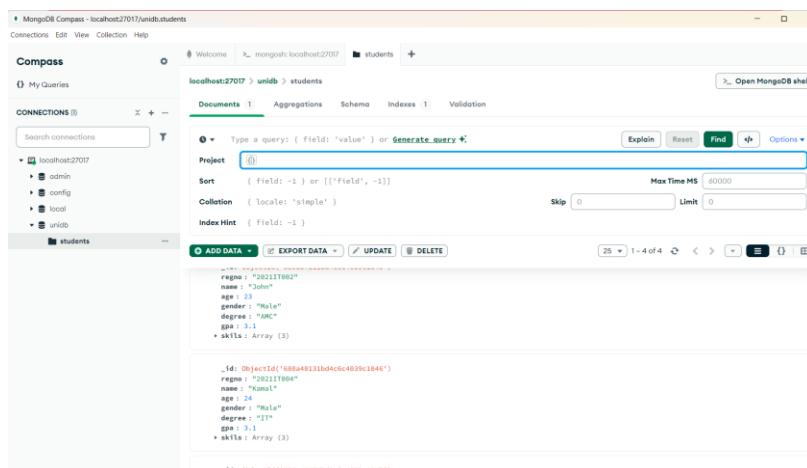 MongoDB Compass - localhost:27017/unidb.students
Connections Edit View Collection Help
Compass
My Queries
CONNECTIONS (1)
Search connections
localhost:27017
admin
config
local
unidb
students
Welcome
>_ mongosh: localhost:27017
students
localhost:27017 > unidb > students
>_ Open MongoDB shel
Documents 1 Aggregations Schema Indexes 1 Validation
Type a query: { field: 'value' } or Generate query
Explain Reset Find </> Options
Project {}
Sort { field: -1 } or [['field', -1]] Max Time MS 60000
Collation { locale: 'simple' } Skip 0 Limit 0
Index Hint { field: -1 }
ADD DATA EXPORT DATA UPDATE DELETE 25 1 - 4 of 4
regno : "2021IT002"
name : "John"
age : 23
gender : "Male"
degree : "AMC"
gpa : 3.1
skils : Array (3)
_id: ObjectId('688a40131bd4c6c4039c1846')
regno : "2021IT004"
name : "Kamal"
age : 24
gender : "Male"
degree : "IT"
gpa : 3.1
skils : Array (3)